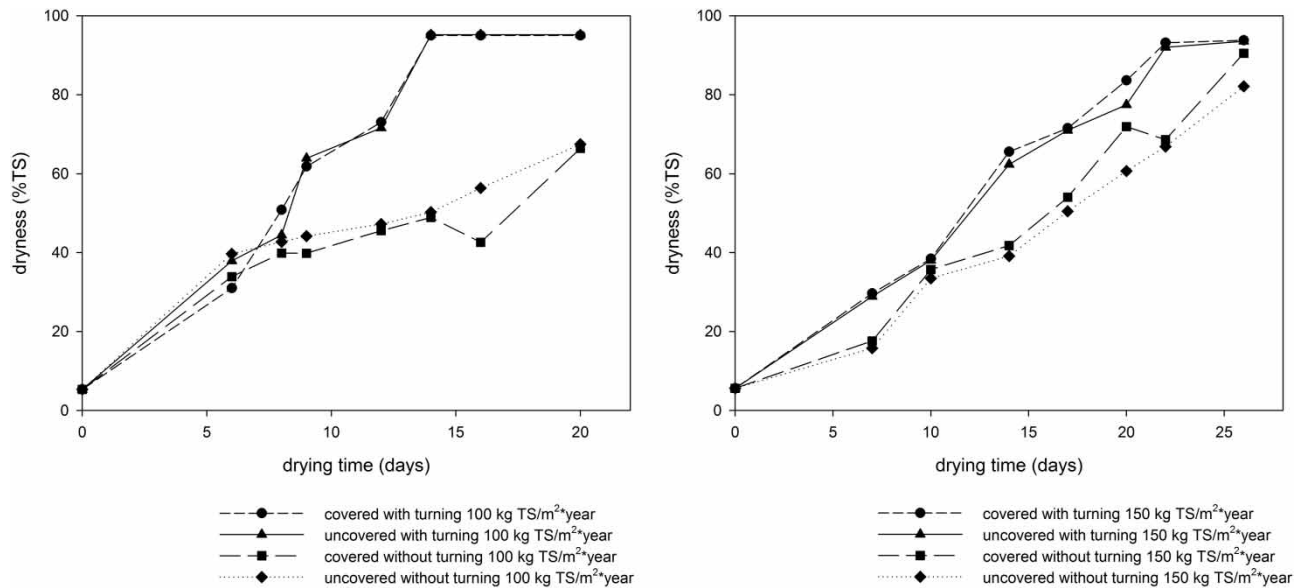 100
80
60
40
20
0
dryness (%TS)
0 5 10 15 20
drying time (days)
covered with turning 100 kg TS/m²*year
uncovered with turning 100 kg TS/m²*year
covered without turning 100 kg TS/m²*year
uncovered without turning 100 kg TS/m²*year
100
80
60
40
20
0
dryness (%TS)
0 5 10 15 20 25
drying time (days)
covered with turning 150 kg TS/m²*year
uncovered with turning 150 kg TS/m²*year
covered without turning 150 kg TS/m²*year
uncovered without turning 150 kg TS/m²*year